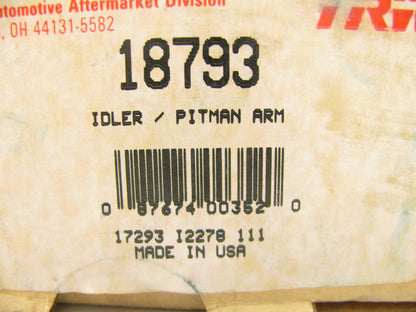 Automotive Aftermarket Division
OH 44131-5582
TRW
18793
IDLER / PITMAN ARM
0 87674 00352 0
17293 I2278 111
MADE IN USA